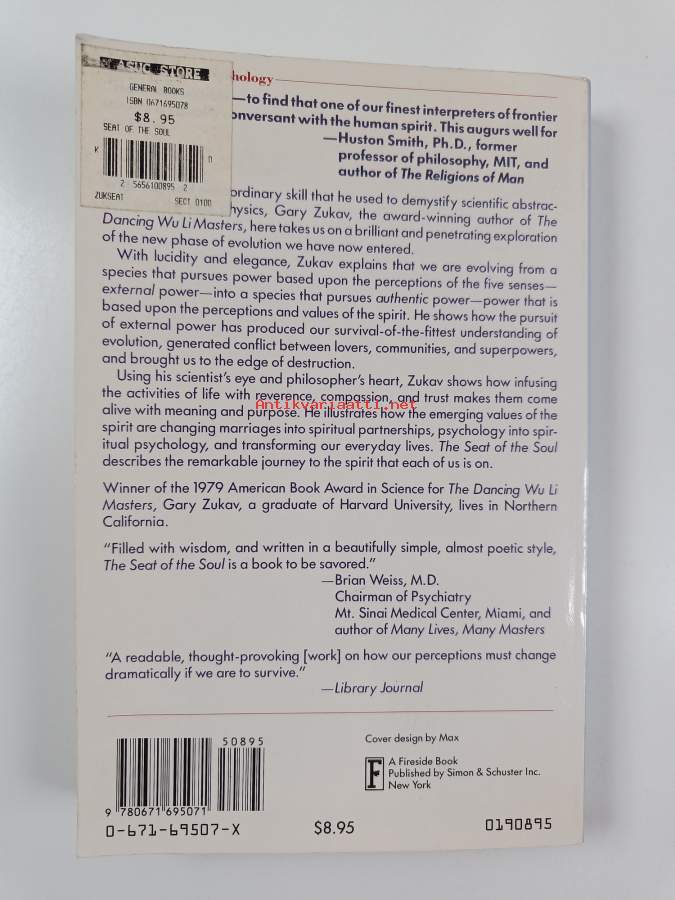 ASUC STORE
GENERAL BOOKS
ISBN 0671695078
$8.95
SEAT OF THE SOUL
K
0
2 5656100895 2
ZUKSEAT SECT 0100
hology
—to find that one of our finest interpreters of frontier
onversant with the human spirit. This augurs well for
—Huston Smith, Ph.D., former
professor of philosophy, MIT, and
author of The Religions of Man
ordinary skill that he used to demystify scientific abstrac-
hysics, Gary Zukav, the award-winning author of The
Dancing Wu Li Masters, here takes us on a brilliant and penetrating exploration
of the new phase of evolution we have now entered.
With lucidity and elegance, Zukav explains that we are evolving from a
species that pursues power based upon the perceptions of the five senses—
external power—into a species that pursues authentic power—power that is
based upon the perceptions and values of the spirit. He shows how the pursuit
of external power has produced our survival-of-the-fittest understanding of
evolution, generated conflict between lovers, communities, and superpowers,
and brought us to the edge of destruction.
Using his scientist's eye and philosopher's heart, Zukav shows how infusing
the activities of life with reverence, compassion, and trust makes them come
alive with meaning and purpose. He illustrates how the emerging values of the
Antikvariaatti.net
spirit are changing marriages into spiritual partnerships, psychology into spir-
itual psychology, and transforming our everyday lives. The Seat of the Soul
describes the remarkable journey to the spirit that each of us is on.
Winner of the 1979 American Book Award in Science for The Dancing Wu Li
Masters, Gary Zukav, a graduate of Harvard University, lives in Northern
California.
“Filled with wisdom, and written in a beautifully simple, almost poetic style,
The Seat of the Soul is a book to be savored.”
—Brian Weiss, M.D.
Chairman of Psychiatry
Mt. Sinai Medical Center, Miami, and
author of Many Lives, Many Masters
“A readable, thought-provoking [work] on how our perceptions must change
dramatically if we are to survive.”
—Library Journal
50895
9 780671 695071
0-671-69507-X
Cover design by Max
F
A Fireside Book
Published by Simon & Schuster Inc.
New York
$8.95
0190895